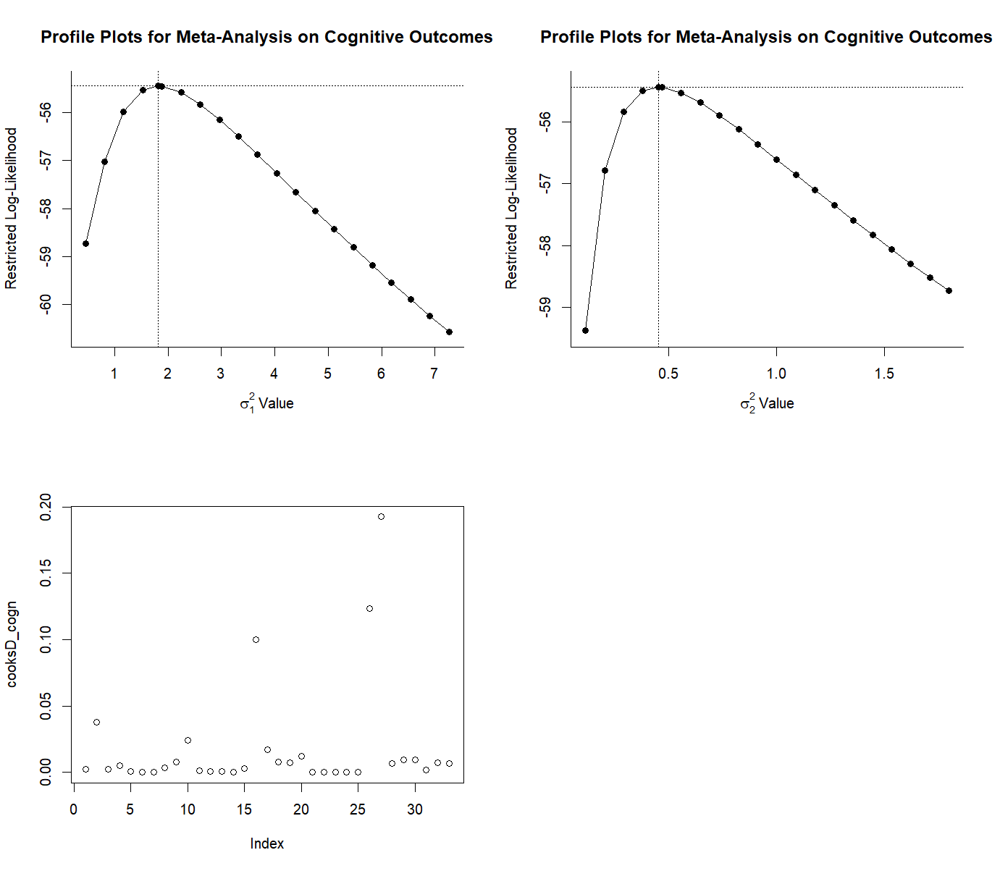 Profile Plots for Meta-Analysis on Cognitive Outcomes
Restricted Log-Likelihood
-56
-57
-58
-59
-60
1 2 3 4 5 6 7
σ₁² Value
Profile Plots for Meta-Analysis on Cognitive Outcomes
Restricted Log-Likelihood
-56
-57
-58
-59
0.5 1.0 1.5
σ₂² Value
cooksD_cogn
0.20
0.15
0.10
0.05
0.00
0 5 10 15 20 25 30
Index